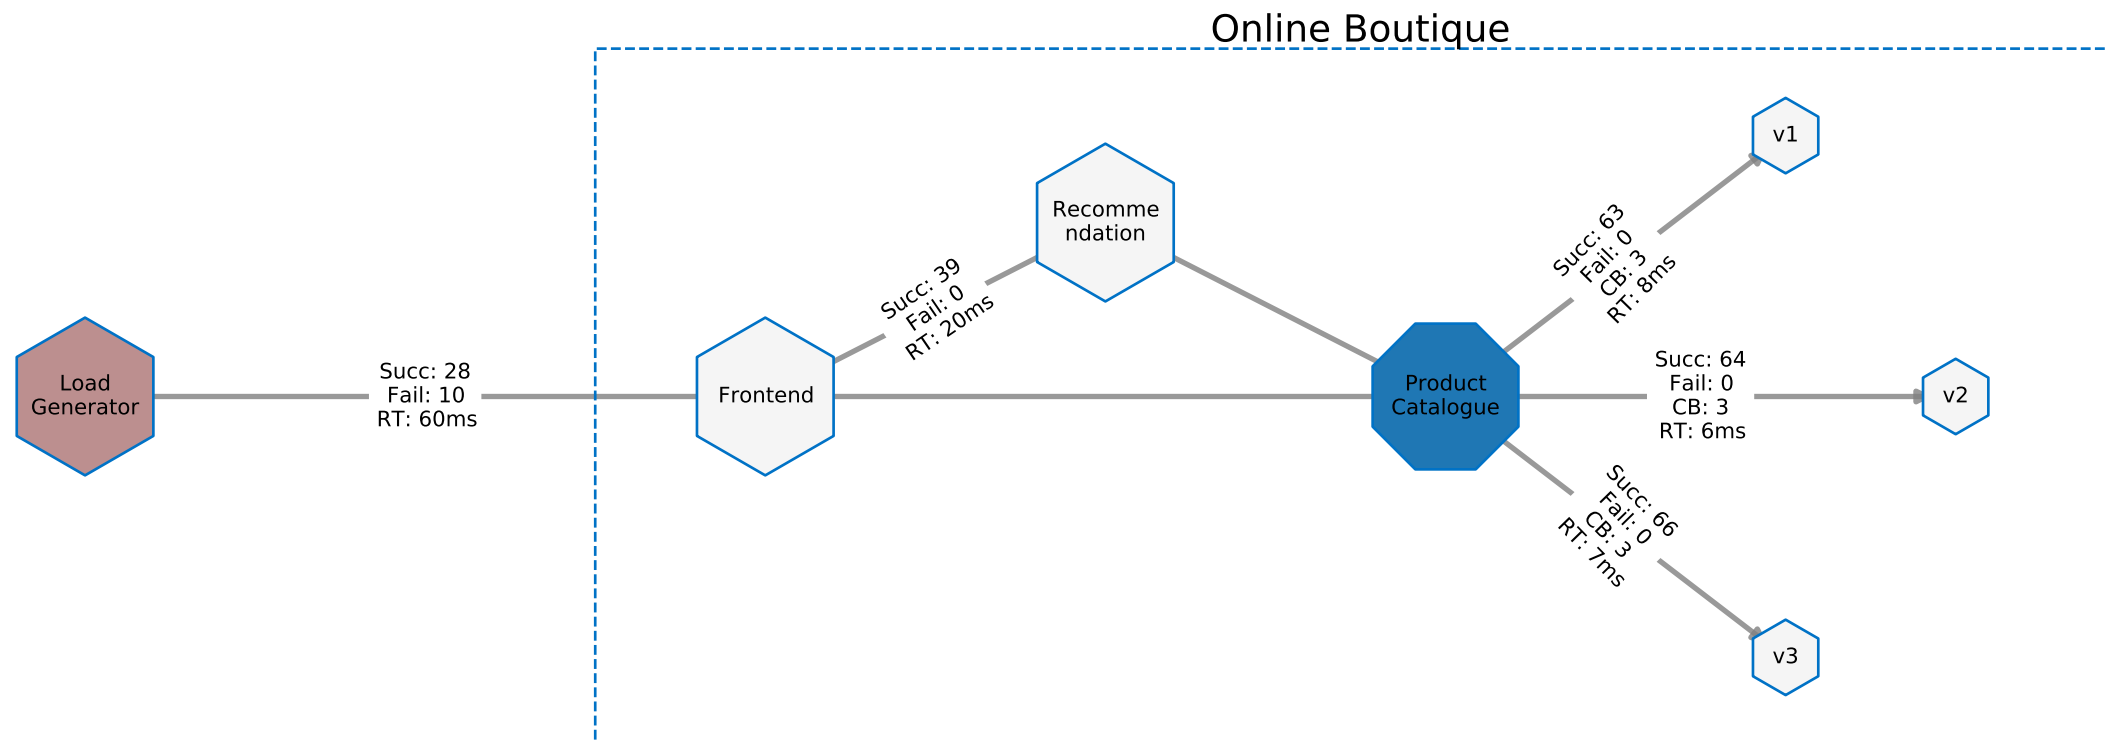 Online Boutique
Load
Generator
Succ: 28
Fail: 10
RT: 60ms
Frontend
Succ: 39
Fail: 0
RT: 20ms
Recomme
ndation
Product
Catalogue
Succ: 63
Fail: 0
CB: 3
RT: 8ms
v1
Succ: 64
Fail: 0
CB: 3
RT: 6ms
v2
Succ: 66
Fail: 0
CB: 3
RT: 7ms
v3